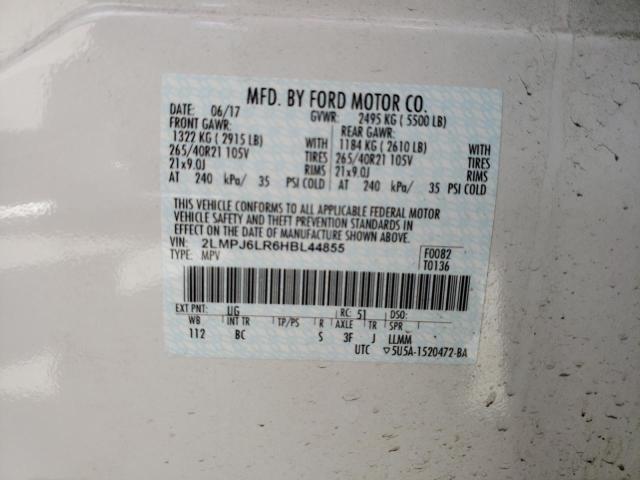 MFD. BY FORD MOTOR CO.
DATE: 06/17 GVWR: 2495 KG ( 5500 LB)
FRONT GAWR: REAR GAWR:
1322 KG ( 2915 LB) WITH 1184 KG ( 2610 LB) WITH
265/40R21 105V TIRES 265/40R21 105V TIRES
21x9.0J RIMS 21x9.0J RIMS
AT 240 kPa/ 35 PSI COLD AT 240 kPa/ 35 PSI COLD
THIS VEHICLE CONFORMS TO ALL APPLICABLE FEDERAL MOTOR
VEHICLE SAFETY AND THEFT PREVENTION STANDARDS IN
EFFECT ON THE DATE OF MANUFACTURE SHOWN ABOVE.
VIN: 2LMPJ6LR6HBL44855 F0082
TYPE: MPV T0136
EXT PNT: UG RC: 51 DSO:
WB INT TR TP/PS R AXLE TR SPR
112 BC S 3F J LLMM
UTC ▽5U5A-1520472-BA